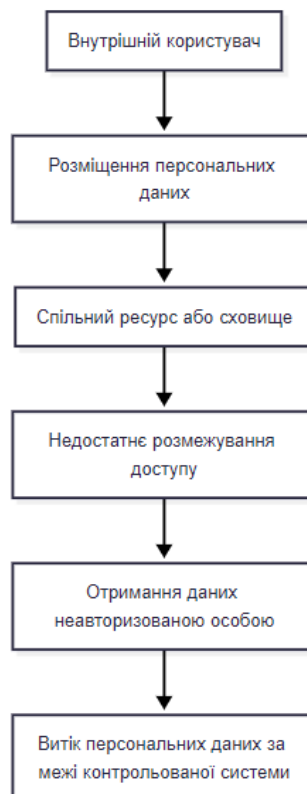 Внутрішній користувач
Розміщення персональних
даних
Спільний ресурс або сховище
Недостатнє розмежування
доступу
Отримання даних
неавторизованою особою
Витік персональних даних за
межі контрольованої системи